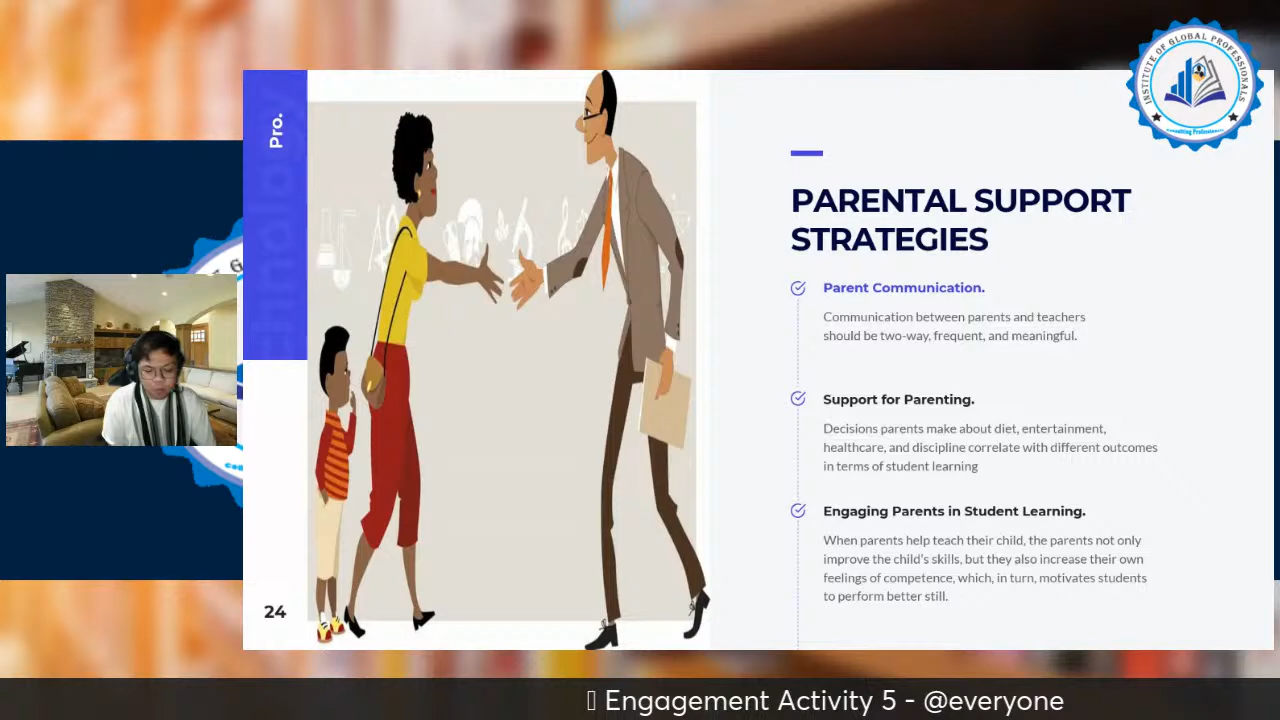 INSTITUTE OF GLOBAL PROFESSIONALS
Consulting Professionals
Pro.
PARENTAL SUPPORT
STRATEGIES
Parent Communication.
Communication between parents and teachers
should be two-way, frequent, and meaningful.
Support for Parenting.
Decisions parents make about diet, entertainment,
healthcare, and discipline correlate with different outcomes
in terms of student learning
Engaging Parents in Student Learning.
When parents help teach their child, the parents not only
improve the child's skills, but they also increase their own
feelings of competence, which, in turn, motivates students
to perform better still.
24
Engagement Activity 5 - @everyone